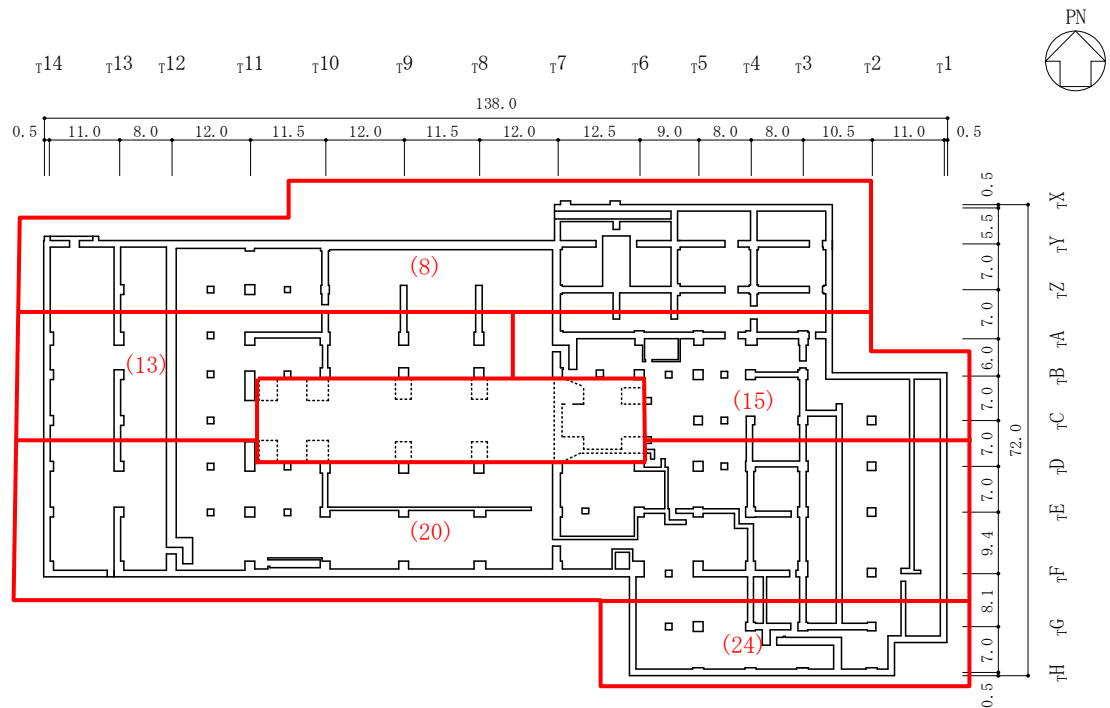 PN
T14 T13 T12 T11 T10 T9 T8 T7 T6 T5 T4 T3 T2 T1
138.0
0.5 11.0 8.0 12.0 11.5 12.0 11.5 12.0 12.5 9.0 8.0 8.0 10.5 11.0 0.5
0.5
TX
5.5
TY
7.0
TZ
7.0
TA
6.0
TB
7.0
TC
7.0
72.0
TD
7.0
TE
9.4
TF
8.1
TG
7.0
TH
0.5
(8)
(13)
(15)
(20)
(24)